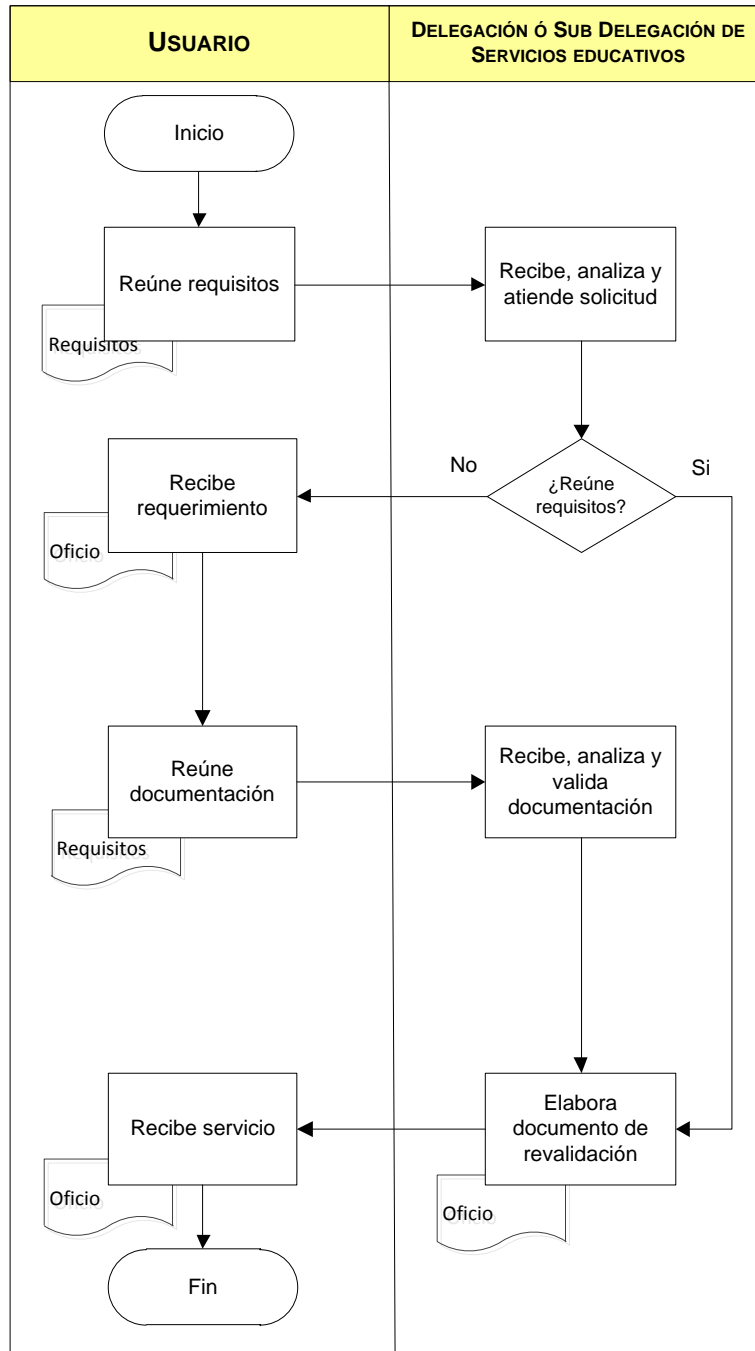 USUARIO
DELEGACIÓN Ó SUB DELEGACIÓN DE
SERVICIOS EDUCATIVOS
Inicio
Reúne requisitos
Requisitos
Recibe, analiza y
atiende solicitud
¿Reúne
requisitos?
No
Si
Recibe
requerimiento
Oficio
Reúne
documentación
Requisitos
Recibe, analiza y
valida
documentación
Elabora
documento de
revalidación
Oficio
Recibe servicio
Oficio
Fin